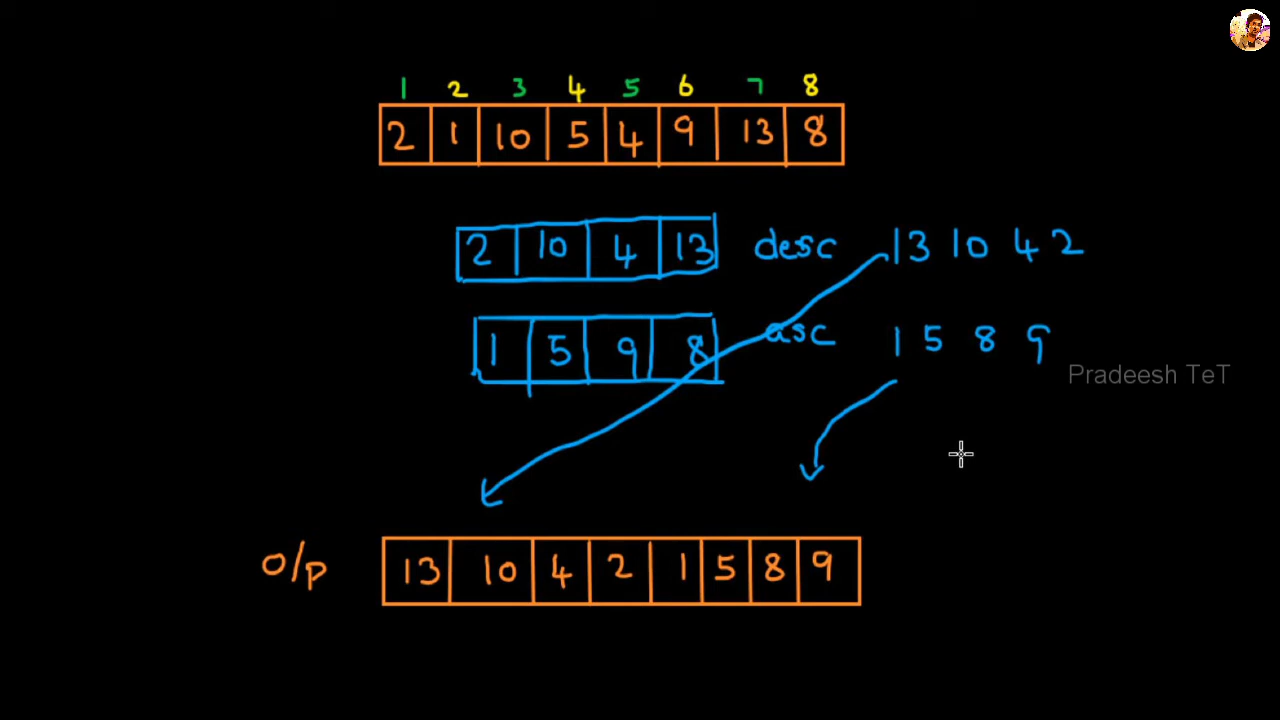 1 2 3 4 5 6 7 8
2 1 10 5 4 9 13 8
2 10 4 13 desc 13 10 4 2
1 5 9 8 asc 1 5 8 9
Pradeesh TeT
O/p 13 10 4 2 1 5 8 9